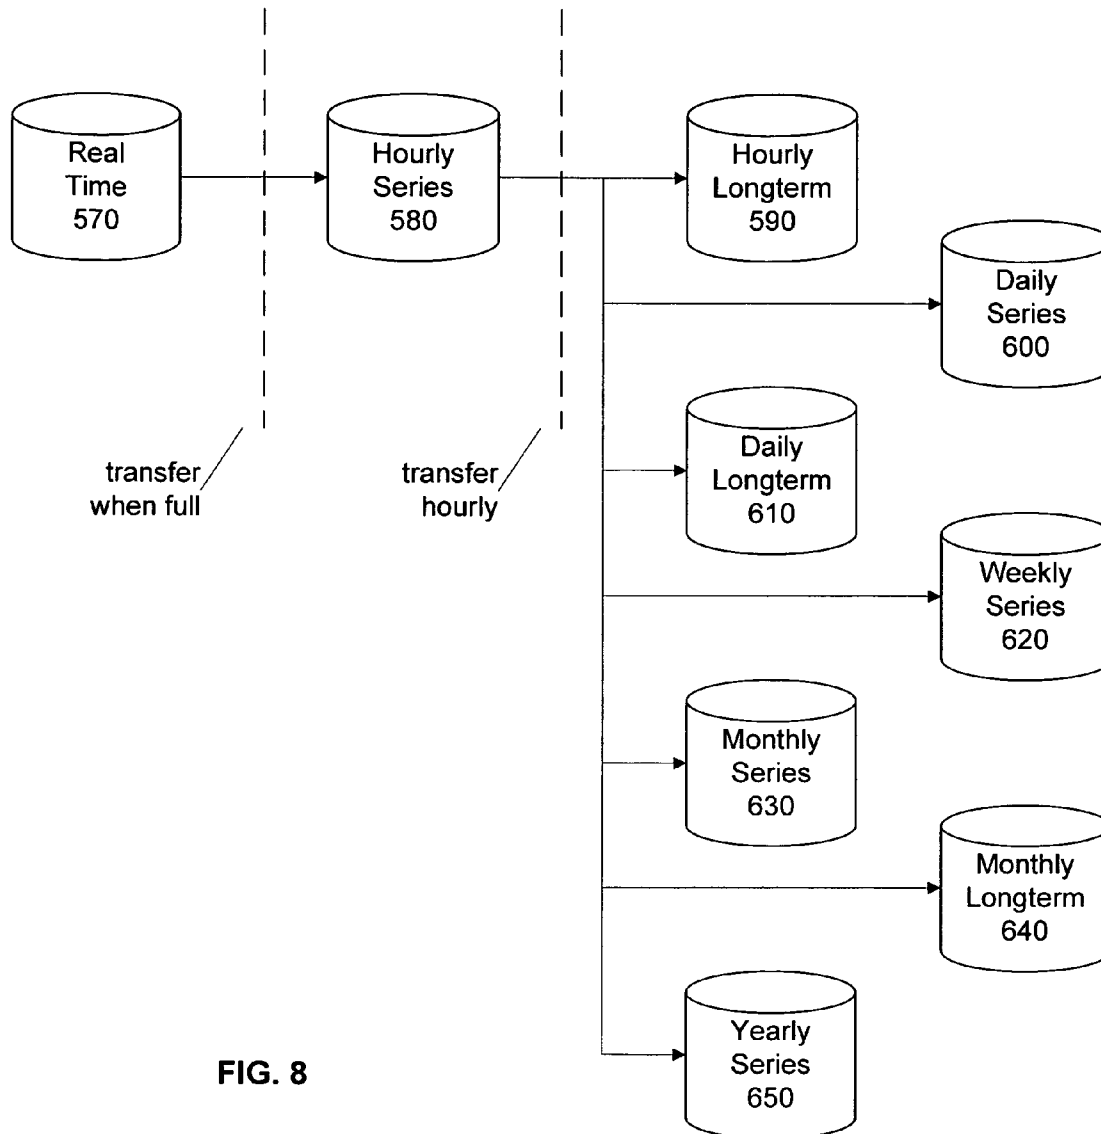 Real
Time
570
Hourly
Series
580
Hourly
Longterm
590
Daily
Series
600
transfer
when full
transfer
hourly
Daily
Longterm
610
Weekly
Series
620
Monthly
Series
630
Monthly
Longterm
640
Yearly
Series
650
FIG. 8